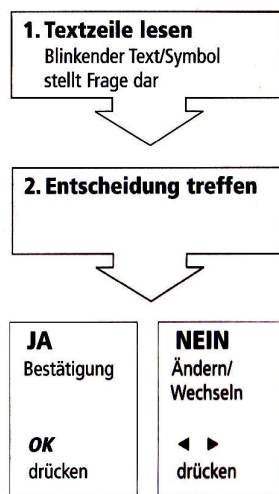 1. Textzeile lesen
Blinkender Text/Symbol
stellt Frage dar
2. Entscheidung treffen
JA
Bestätigung
OK
drücken
NEIN
Ändern/
Wechseln
◄ ►
drücken